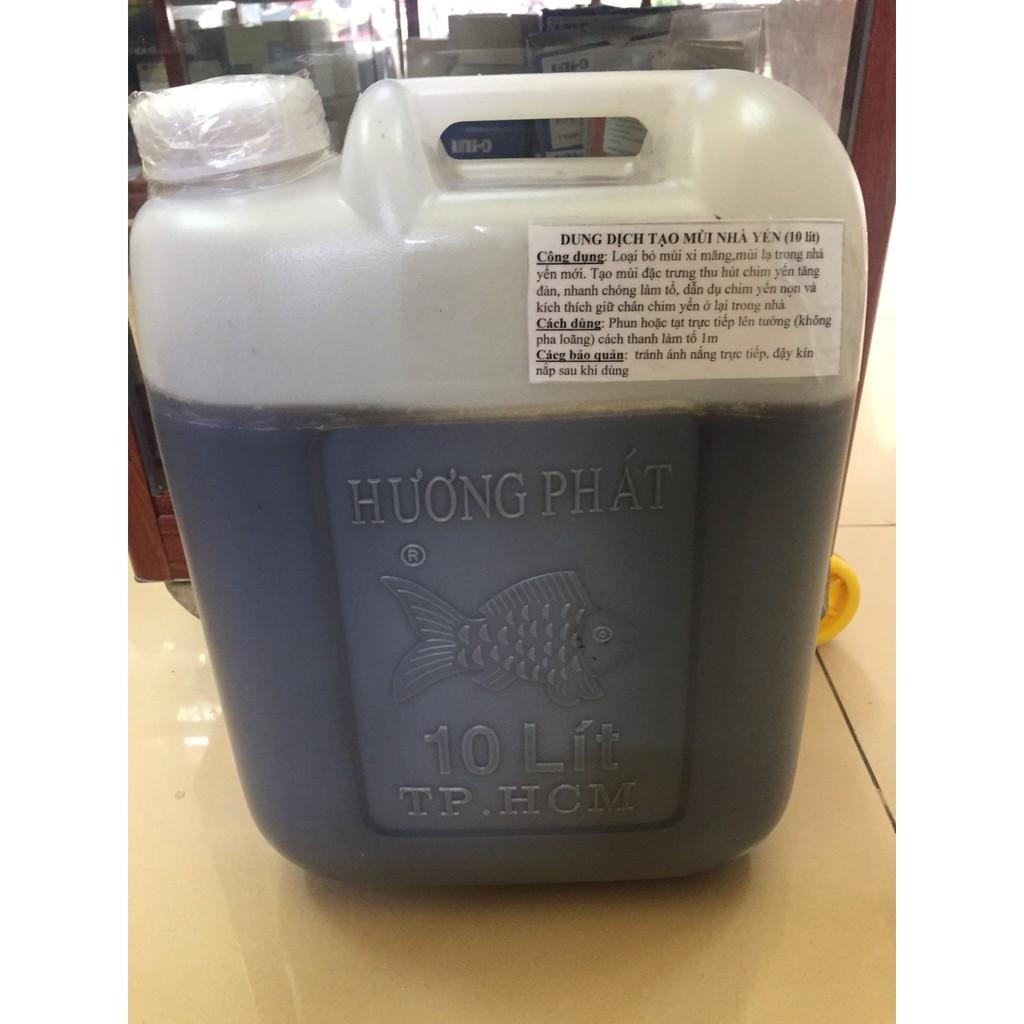 DUNG DỊCH TẠO MÙI NHÀ YẾN (10 lít)
Công dụng: Loại bỏ mùi xi măng,mùi lạ trong nhà
yến mới. Tạo mùi đặc trưng thu hút chim yến tăng
đàn, nhanh chóng làm tổ, dẫn dụ chim yến non và
kích thích giữ chân chim yến ở lại trong nhà
Cách dùng: Phun hoặc tạt trực tiếp lên tường (không
pha loãng) cách thanh làm tổ 1m
Cácg bảo quản: tránh ánh nắng trực tiếp, đậy kín
nắp sau khi dùng
HƯƠNG PHÁT
®
10 Lít
TP.HCM